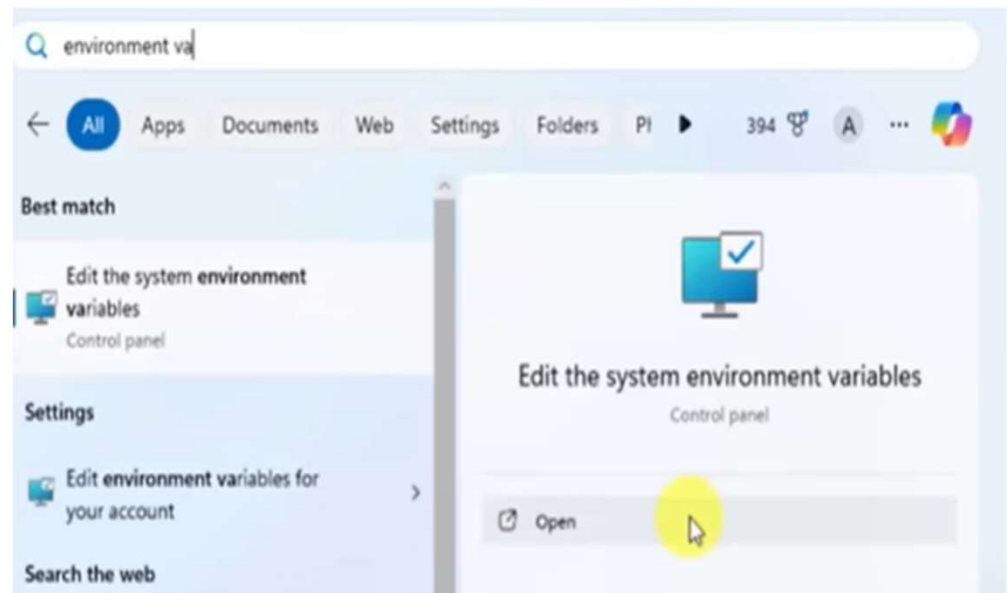 environment va
All Apps Documents Web Settings Folders Pl 394 A ...
Best match
Edit the system environment
variables
Control panel
Settings
Edit environment variables for
your account
Search the web
Edit the system environment variables
Control panel
Open